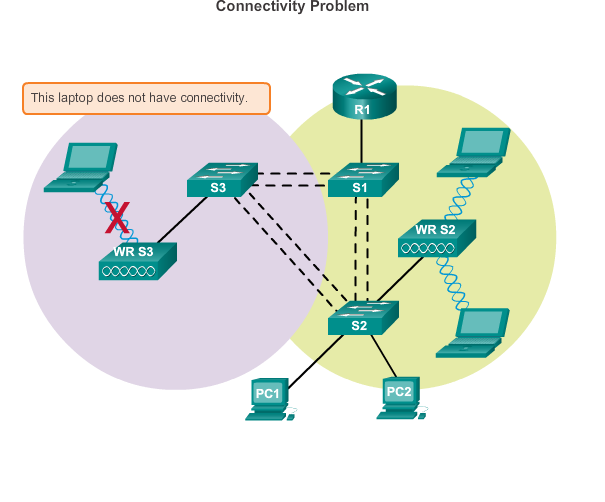 Connectivity Problem
This laptop does not have connectivity.
R1
S3
S1
WR S2
WR S3
S2
PC1
PC2